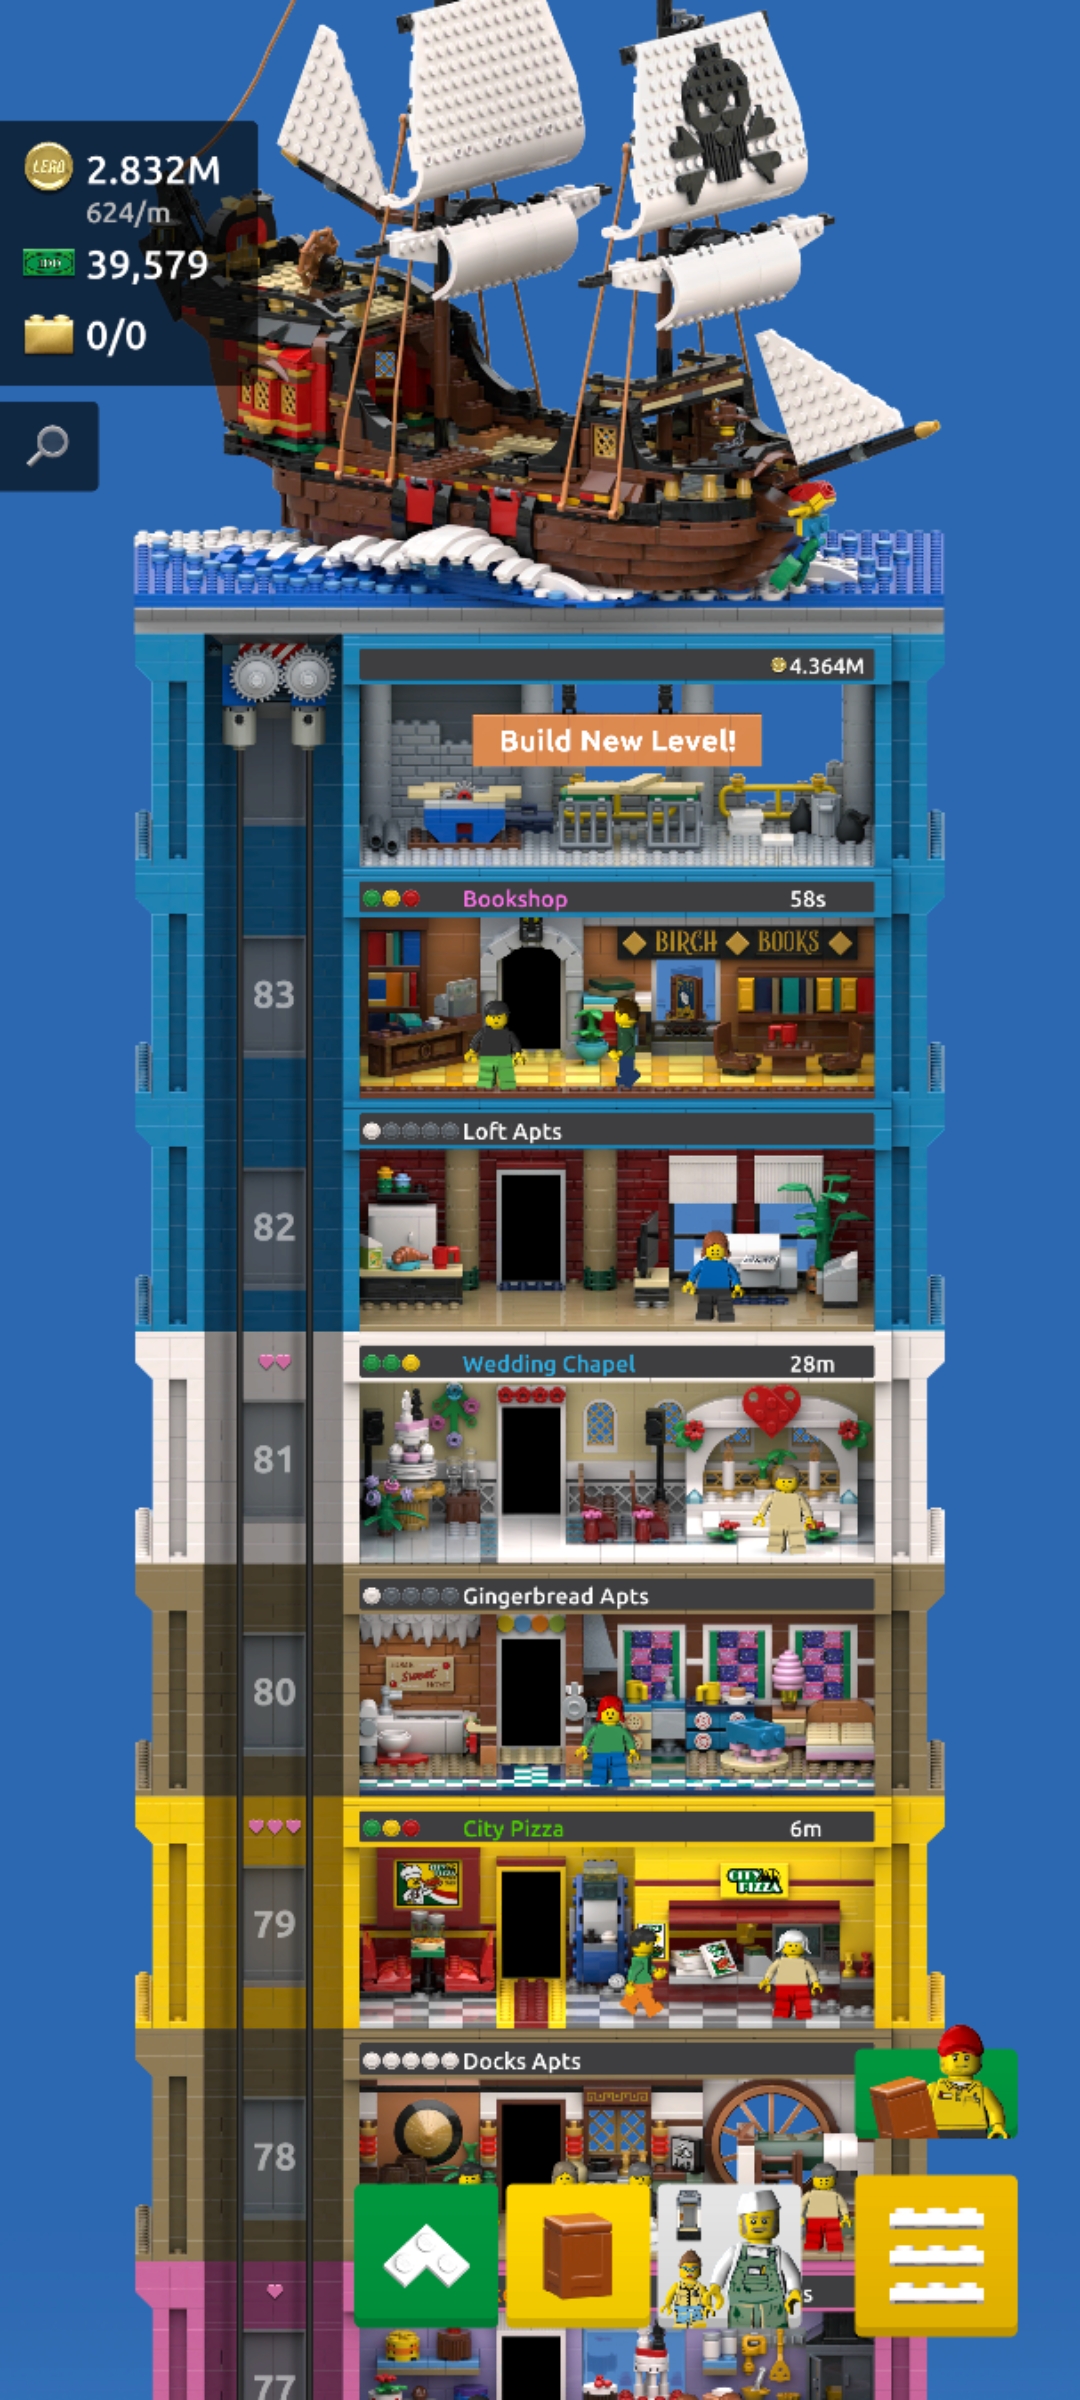 LEGO
2.832M
624/m
39,579
0/0
4.364M
Build New Level!
Bookshop
58s
BIRCH BOOKS
83
Loft Apts
82
Wedding Chapel
28m
81
Gingerbread Apts
Sweet
80
City Pizza
6m
CITY PIZZA
79
Docks Apts
78
s
77